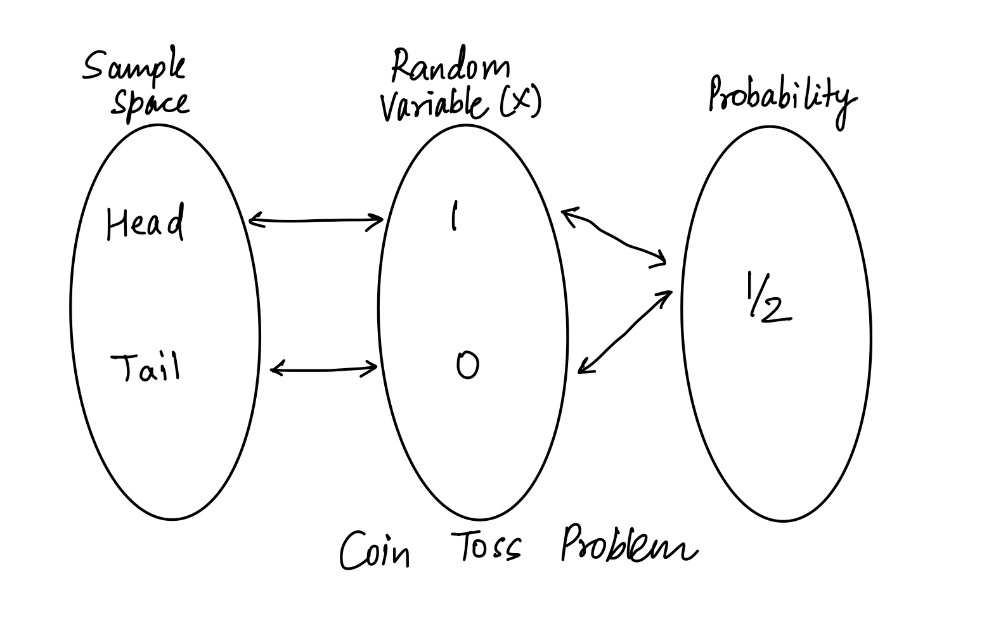 Sample
Space
Random
Variable (X)
Probability
Head
1
1/2
Tail
0
Coin Toss Problem